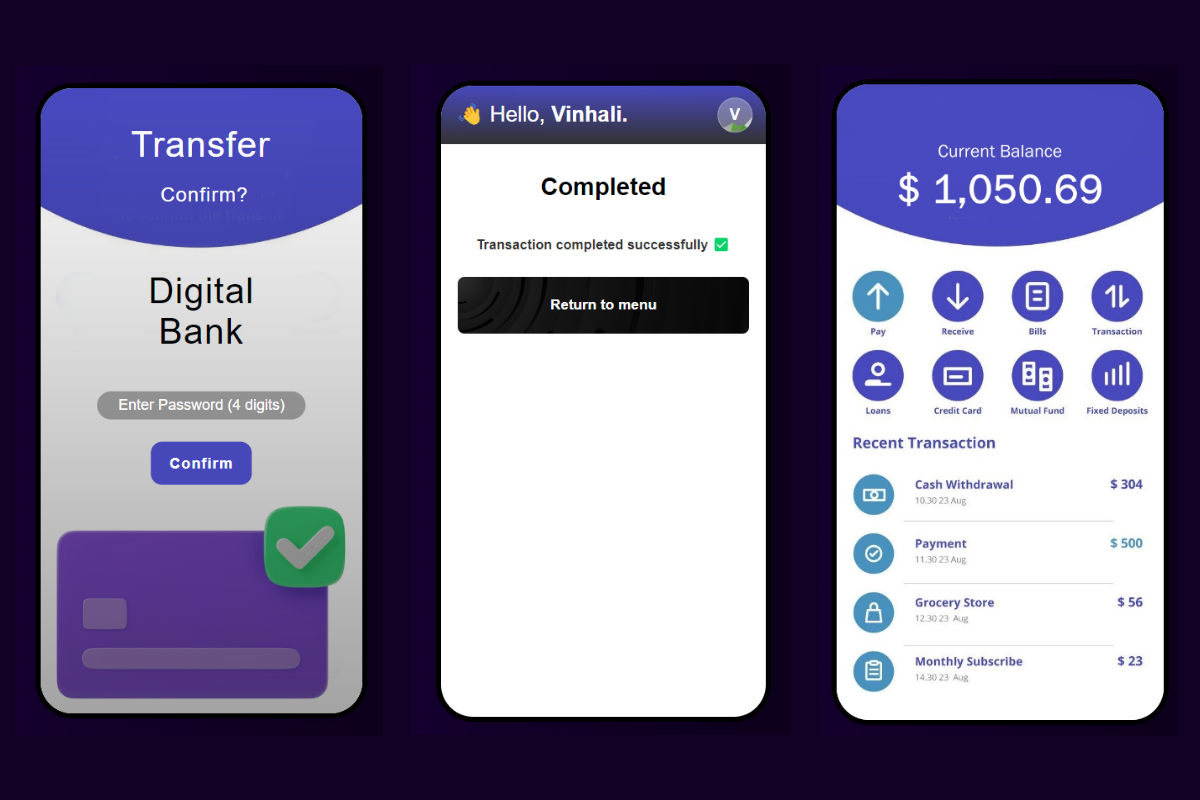 Transfer
Confirm?
Digital
Bank
Enter Password (4 digits)
Confirm
👋 Hello, Vinhali.
V
Completed
Transaction completed successfully ✅
Return to menu
Current Balance
$ 1,050.69
Pay Receive Bills Transaction
Loans Credit Card Mutual Fund Fixed Deposits
Recent Transaction
Cash Withdrawal $ 304
10.30 23 Aug
Payment $ 500
11.30 23 Aug
Grocery Store $ 56
12.30 23 Aug
Monthly Subscribe $ 23
14.30 23 Aug